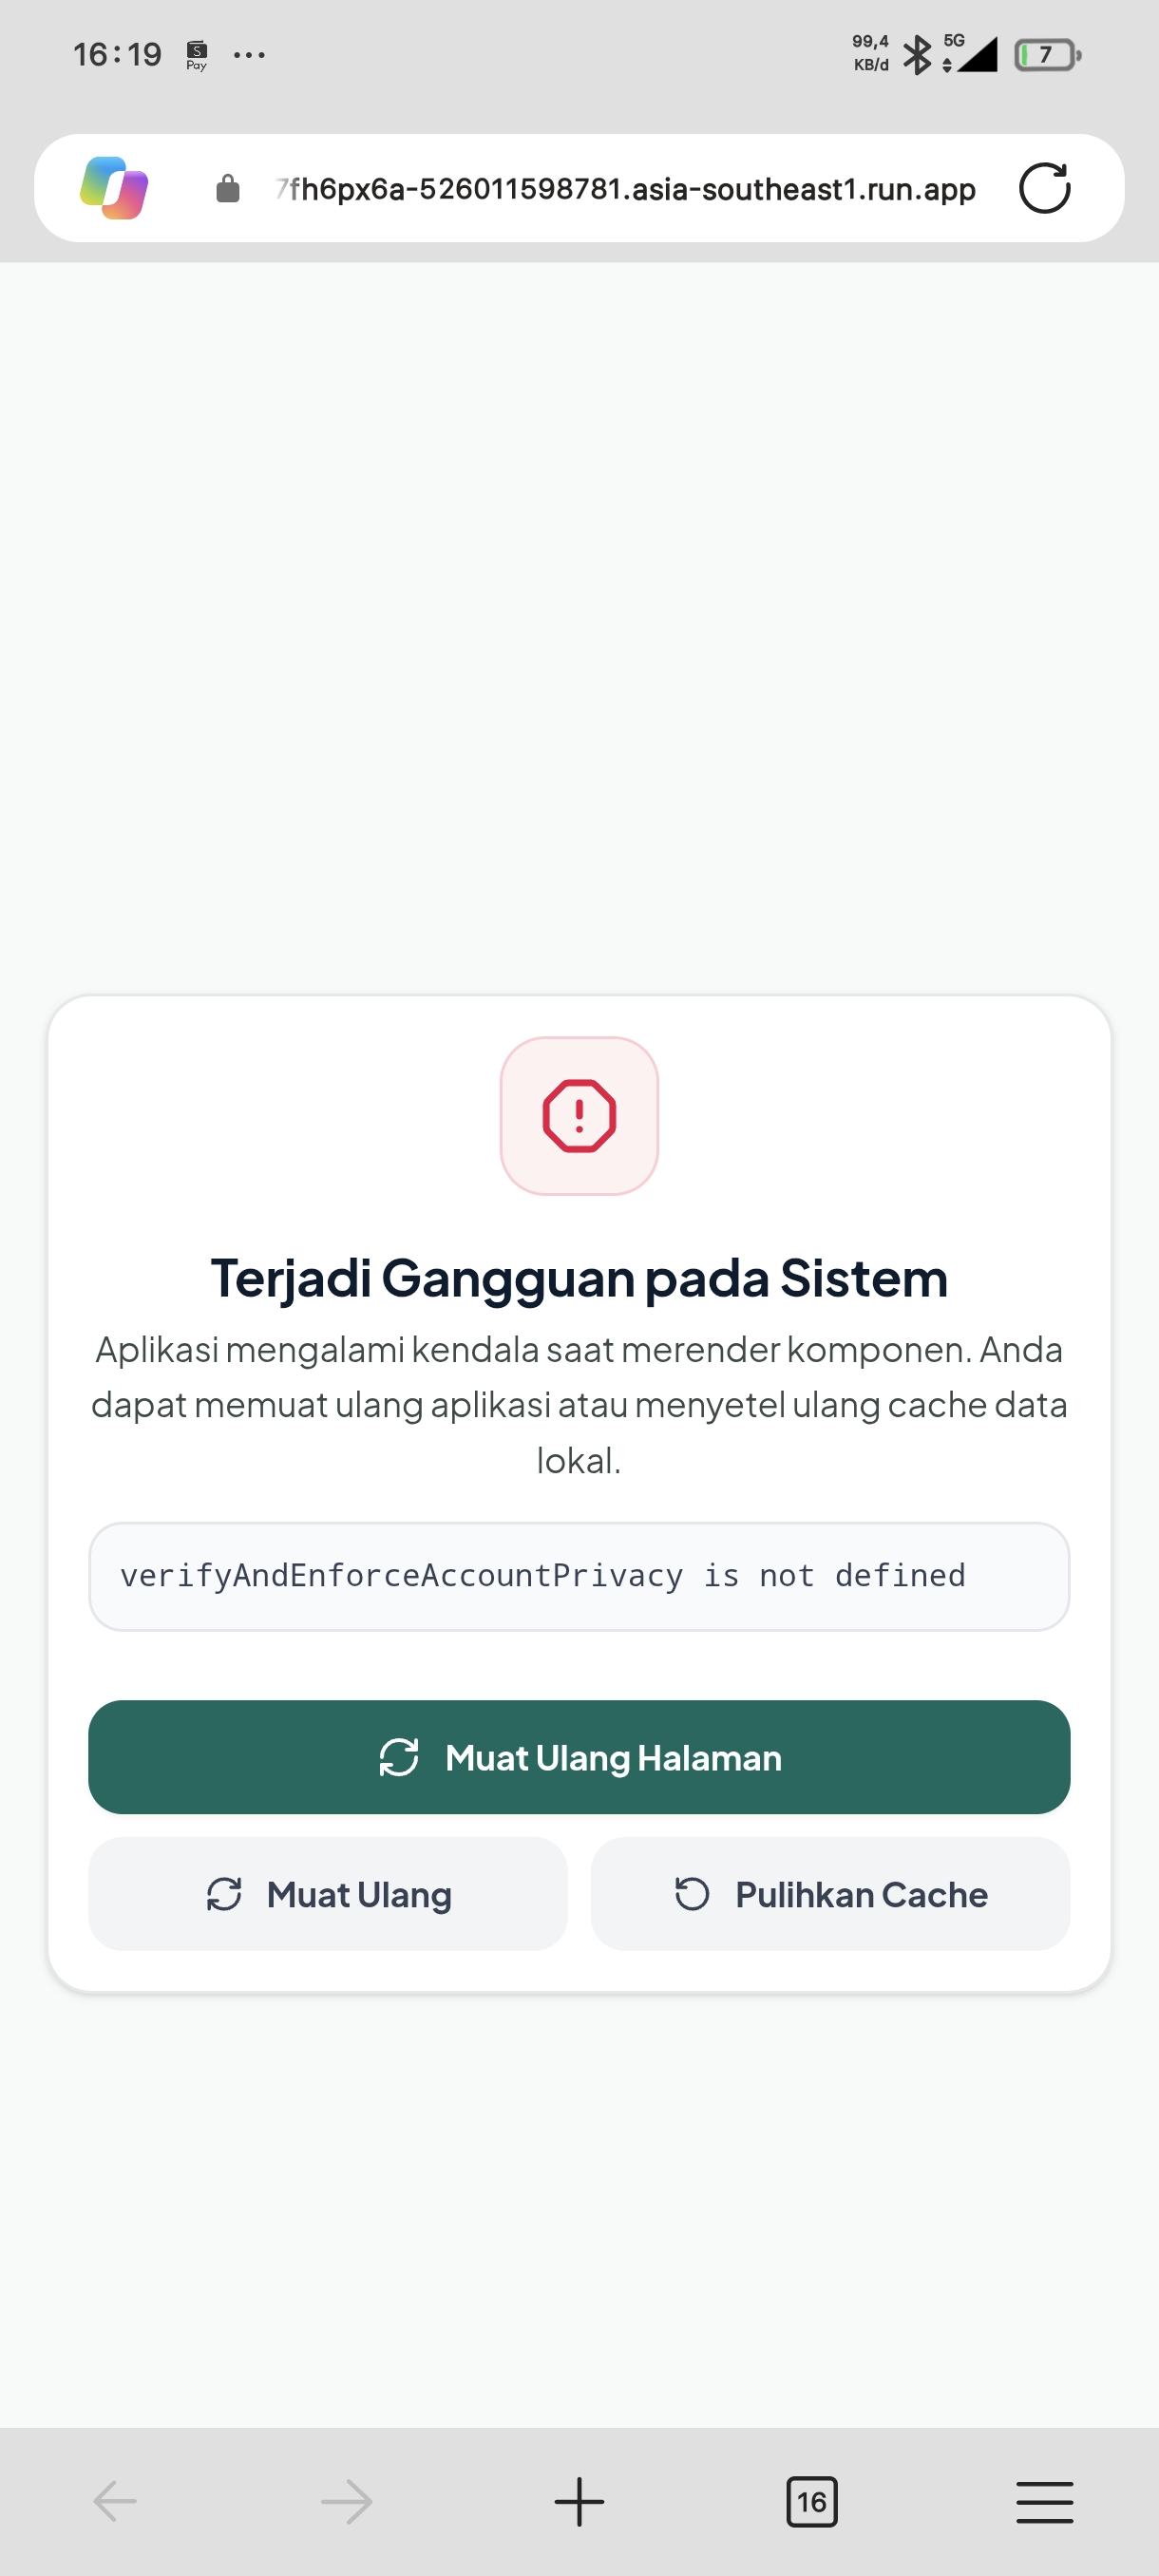 16:19
S
Pay
99,4
KB/d
5G
7
7fh6px6a-526011598781.asia-southeast1.run.app
Terjadi Gangguan pada Sistem
Aplikasi mengalami kendala saat merender komponen. Anda
dapat memuat ulang aplikasi atau menyetel ulang cache data
lokal.
verifyAndEnforceAccountPrivacy is not defined
Muat Ulang Halaman
Muat Ulang
Pulihkan Cache
16